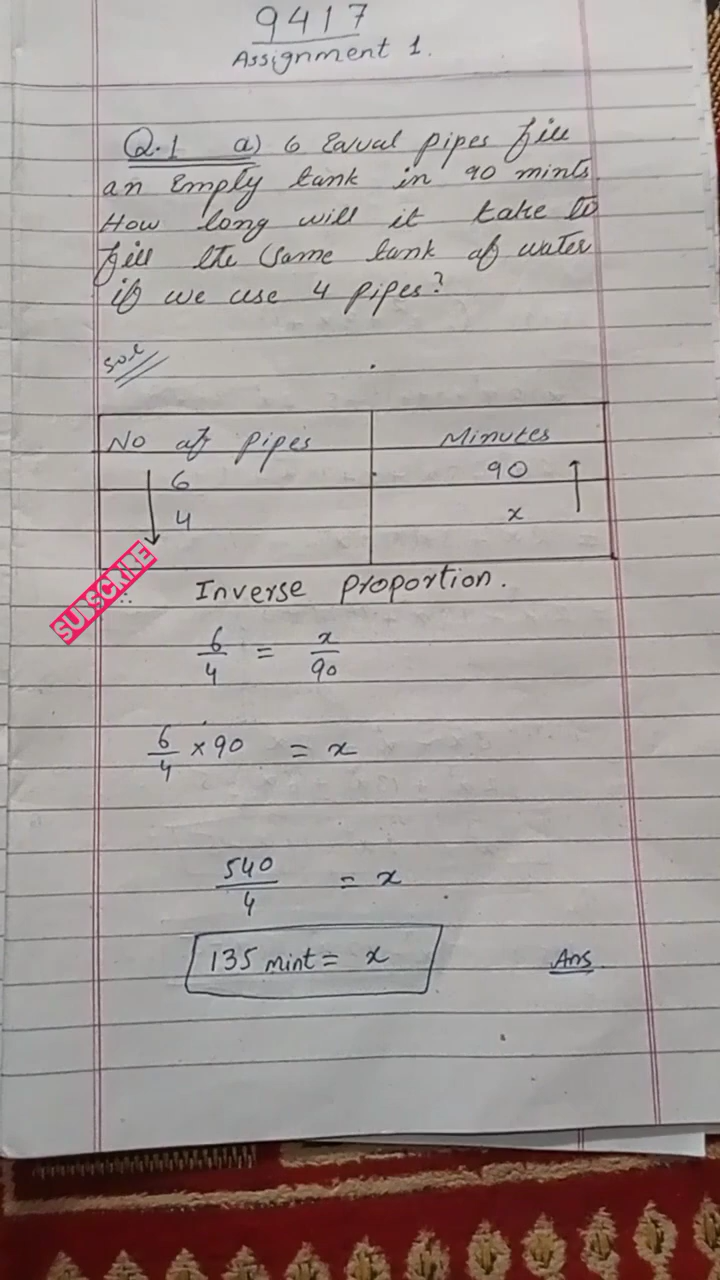 9417
Assignment 1.
Q.1 a) 6 Equal pipes fill
an Empty tank in 90 mints
How long will it take to
fill the same tank of water
if we use 4 pipes?
Sol
No of pipes Minutes
6 90
4 x
SUBSCRIBE
∴ Inverse proportion.
6/4 = x/90
6/4 × 90 = x
540/4 = x
135 mint = x Ans